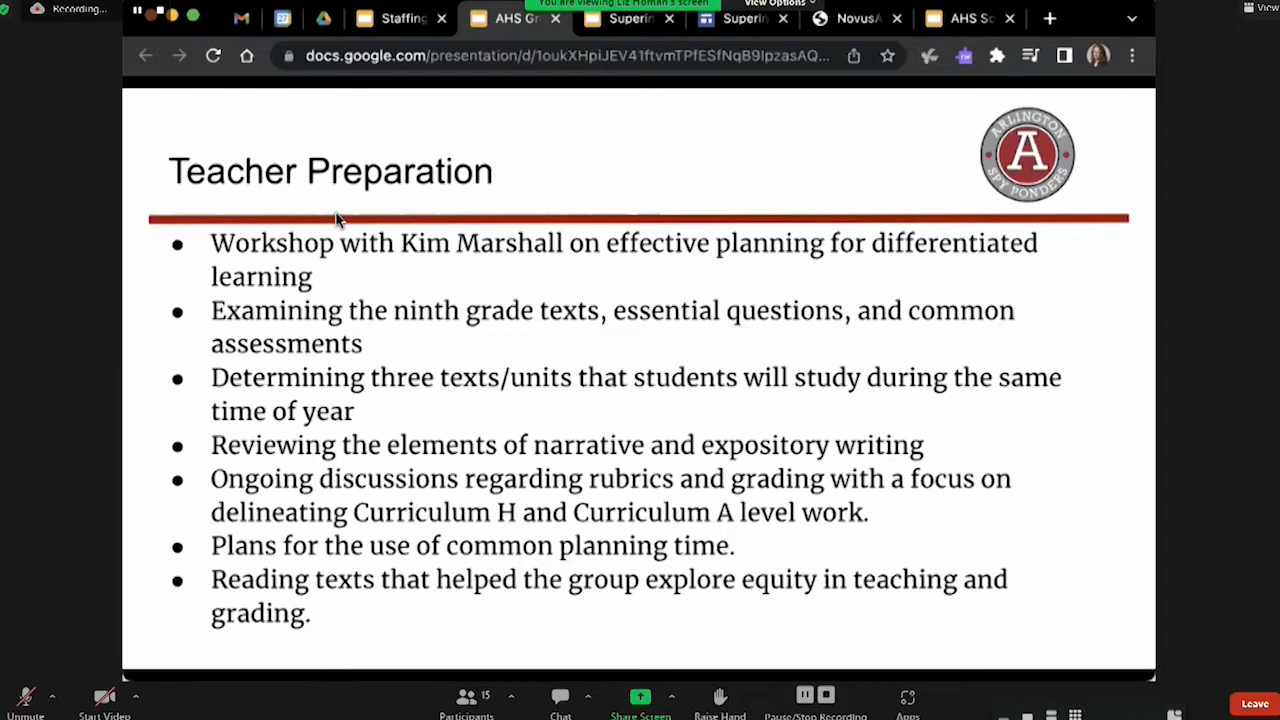 You are viewing Liz Homan's screen
View Options
Recording...
View
Staffing
AHS Gr
Superin
Superin
NovusA
AHS Sc
docs.google.com/presentation/d/1oukXHpiJEV41ftvmTPfESfNqB9IpzasAQ...
ARLINGTON
A
SPY PONDERS
Teacher Preparation
● Workshop with Kim Marshall on effective planning for differentiated
learning
● Examining the ninth grade texts, essential questions, and common
assessments
● Determining three texts/units that students will study during the same
time of year
● Reviewing the elements of narrative and expository writing
● Ongoing discussions regarding rubrics and grading with a focus on
delineating Curriculum H and Curriculum A level work.
● Plans for the use of common planning time.
● Reading texts that helped the group explore equity in teaching and
grading.
15
Unmute
Start Video
Participants
Chat
Share Screen
Raise Hand
Pause/Stop Recording
Apps
Leave